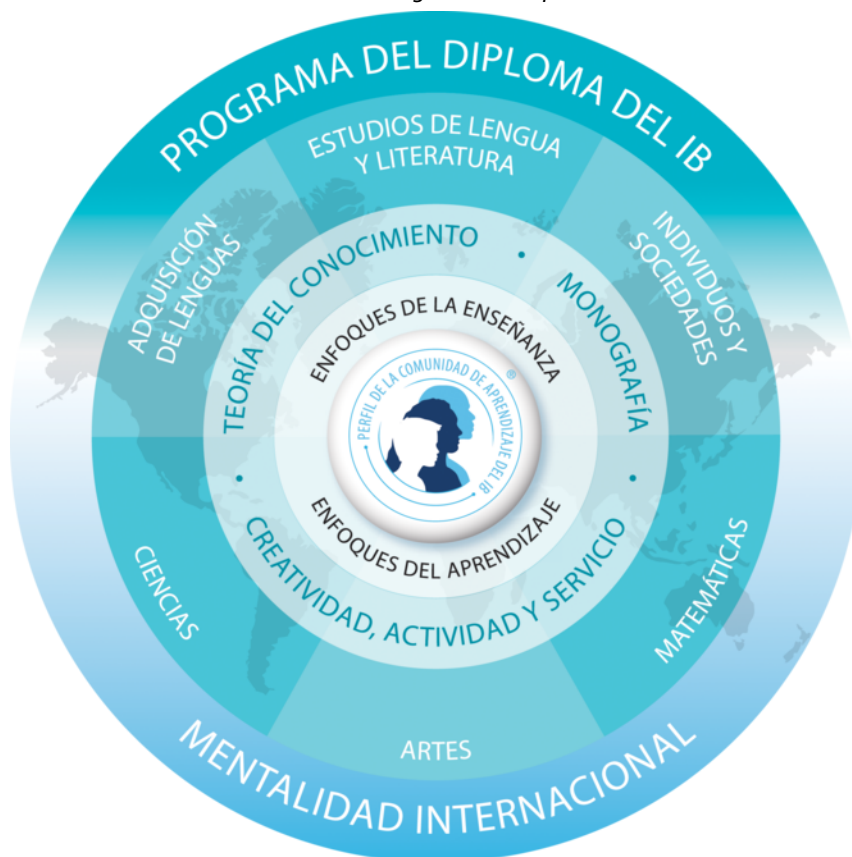 PROGRAMA DEL DIPLOMA DEL IB
ESTUDIOS DE LENGUA
Y LITERATURA
ADQUISICIÓN
DE LENGUAS
INDIVIDUOS Y
SOCIEDADES
TEORÍA DEL CONOCIMIENTO
•
MONOGRAFÍA
•
CREATIVIDAD, ACTIVIDAD Y SERVICIO
•
ENFOQUES DE LA ENSEÑANZA
PERFIL DE LA COMUNIDAD DE APRENDIZAJE DEL IB
®
ENFOQUES DEL APRENDIZAJE
CIENCIAS
MATEMÁTICAS
ARTES
MENTALIDAD INTERNACIONAL